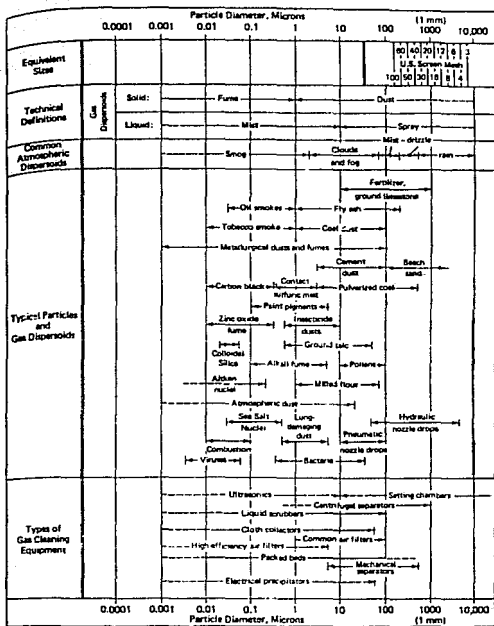 Particle Diameter, Microns
0.0001 0.001 0.01 0.1 1 10 100 (1 mm) 1000 10,000
Equivalent
Sizes
60 40 20 12 6 3
U.S. Screen Mesh
100 50 30 16 8 4
Technical
Definitions
Gas
Dispersoids
Solid:
Fume
Dust
Liquid:
Mist
Spray
Common
Atmospheric
Dispersoids
Smog
Clouds
and fog
Mist
drizzle
rain
Typical Particles
and
Gas Dispersoids
Fertilizer,
ground limestone
Oil smokes
Fly ash
Tobacco smoke
Coal dust
Metallurgical dusts and fumes
Cement
dust
Beach
sand
Carbon black
Contact
sulfuric mist
Pulverized coal
Paint pigments
Zinc oxide
fume
Insecticide
dusts
Colloidal
Silica
Ground talc
Alkali fume
Pollens
Aitken
nuclei
Milled flour
Atmospheric dust
Sea Salt
Nuclei
Lung-
damaging
dust
Hydraulic
nozzle drops
Combustion
Pneumatic
nozzle drops
Viruses
Bacteria
Types of
Gas Cleaning
Equipment
Ultrasonics
Settling chambers
Centrifugal separators
Liquid scrubbers
Cloth collectors
Common air filters
High efficiency air filters
Packed beds
Mechanical
separators
Electrical precipitators
0.0001 0.001 0.01 0.1 1 10 100 1000 10,000
Particle Diameter, Microns (1 mm)